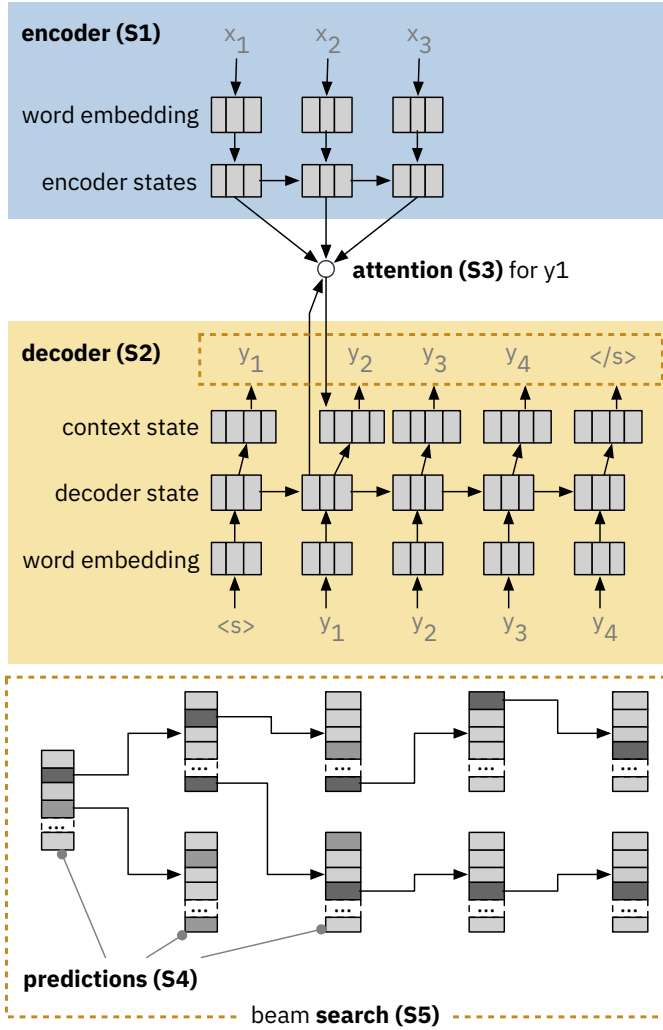 encoder (S1)
x1 x2 x3
word embedding
encoder states
attention (S3) for y1
decoder (S2)
y1 y2 y3 y4 </s>
context state
decoder state
word embedding
<s> y1 y2 y3 y4
... ... ... ...
...
... ... ... ...
predictions (S4)
beam search (S5)